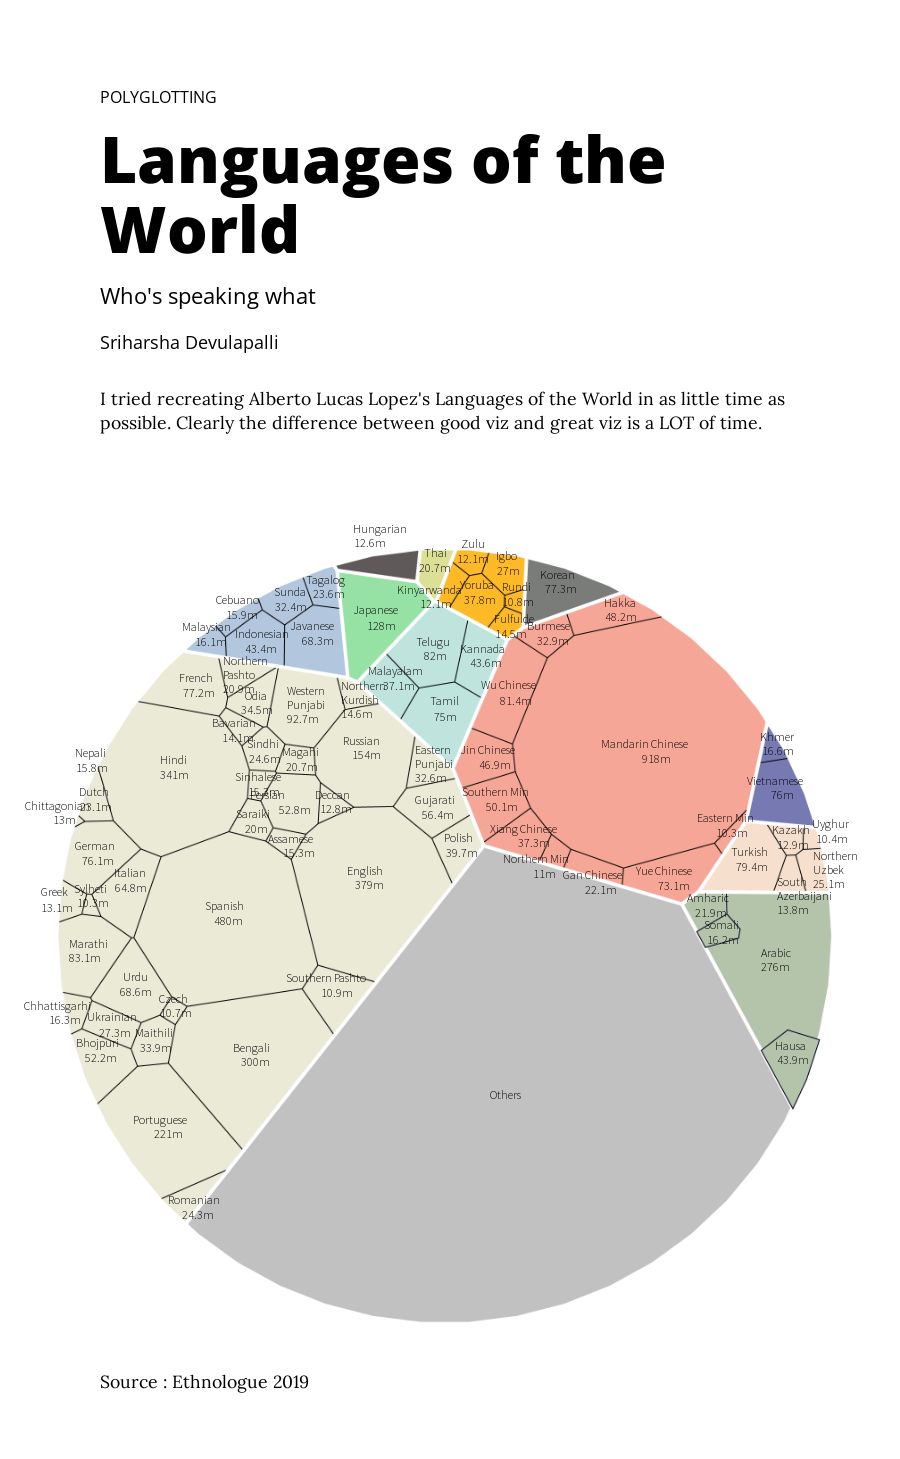 POLYGLOTTING
Languages of the
World
Who's speaking what
Sriharsha Devulapalli
I tried recreating Alberto Lucas Lopez's Languages of the World in as little time as
possible. Clearly the difference between good viz and great viz is a LOT of time.
Hungarian
12.6m
Thai
20.7m
Zulu
12.1m
Igbo
27m
Korean
77.3m
Tagalog
23.6m
Sunda
32.4m
Cebuano
15.9m
Malaysian
16.1m
Indonesian
43.4m
Javanese
68.3m
Japanese
128m
Kinyarwanda
12.1m
Yoruba
37.8m
Rundi
10.8m
Fulfulde
14.5m
Burmese
32.9m
Hakka
48.2m
Telugu
82m
Kannada
43.6m
Malayalam
37.1m
Tamil
75m
Wu Chinese
81.4m
Mandarin Chinese
918m
Jin Chinese
46.9m
Southern Min
50.1m
Xiang Chinese
37.3m
Northern Min
11m
Gan Chinese
22.1m
Yue Chinese
73.1m
Eastern Min
10.3m
Khmer
16.6m
Vietnamese
76m
Turkish
79.4m
Kazakh
12.9m
Uyghur
10.4m
Northern
Uzbek
25.1m
South
Azerbaijani
13.8m
Amharic
21.9m
Somali
16.2m
Arabic
276m
Hausa
43.9m
French
77.2m
Northern
Pashto
20.9m
Odia
34.5m
Western
Punjabi
92.7m
Northern
Kurdish
14.6m
Bavarian
14.1m
Sindhi
24.6m
Magahi
20.7m
Russian
154m
Eastern
Punjabi
32.6m
Nepali
15.8m
Hindi
341m
Sinhalese
15.3m
Persian
52.8m
Deccan
12.8m
Gujarati
56.4m
Dutch
23.1m
Chittagonian
13m
Saraiki
20m
Assamese
15.3m
Polish
39.7m
German
76.1m
Italian
64.8m
English
379m
Greek
13.1m
Sylheti
10.3m
Spanish
480m
Marathi
83.1m
Urdu
68.6m
Southern Pashto
10.9m
Chhattisgarhi
16.3m
Ukrainian
27.3m
Czech
10.7m
Maithili
33.9m
Bhojpuri
52.2m
Bengali
300m
Portuguese
221m
Romanian
24.3m
Others
Source : Ethnologue 2019